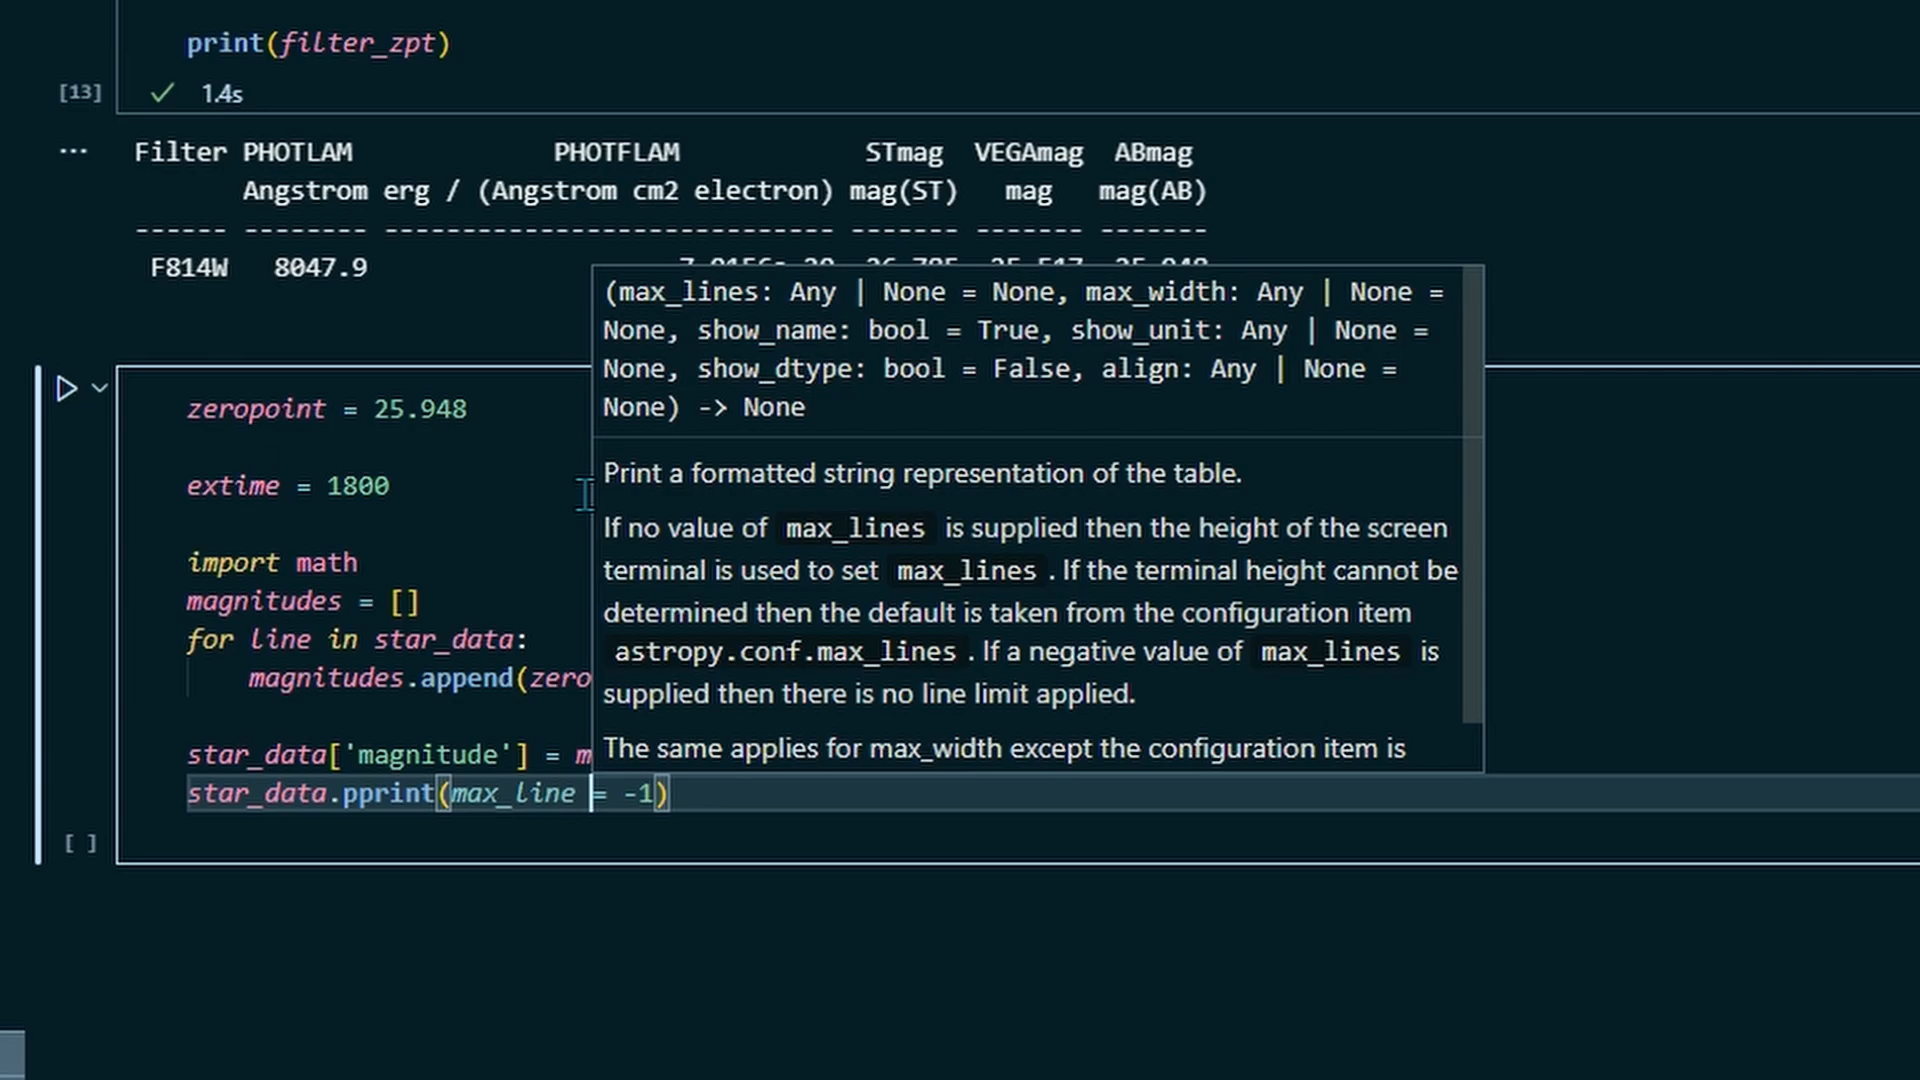 print(filter_zpt)
[13] ✓ 1.4s
... Filter PHOTLAM PHOTFLAM STmag VEGAmag ABmag
Angstrom erg / (Angstrom cm2 electron) mag(ST) mag mag(AB)
------ -------- ----------------------------- ------- ------- -------
F814W 8047.9
(max_lines: Any | None = None, max_width: Any | None =
None, show_name: bool = True, show_unit: Any | None =
None, show_dtype: bool = False, align: Any | None =
None) -> None
Print a formatted string representation of the table.
If no value of max_lines is supplied then the height of the screen
terminal is used to set max_lines. If the terminal height cannot be
determined then the default is taken from the configuration item
astropy.conf.max_lines. If a negative value of max_lines is
supplied then there is no line limit applied.
The same applies for max_width except the configuration item is
zeropoint = 25.948
extime = 1800
import math
magnitudes = []
for line in star_data:
magnitudes.append(zero
star_data['magnitude'] = m
star_data.pprint(max_line = -1)
[ ]